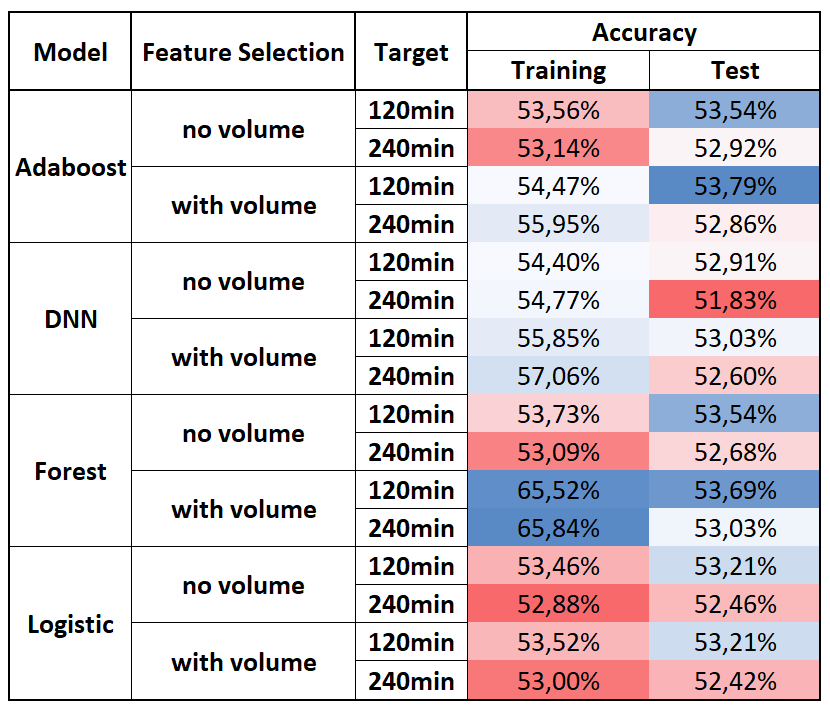 Model Feature Selection Target Accuracy
Training Test
Adaboost no volume 120min 53,56% 53,54%
240min 53,14% 52,92%
with volume 120min 54,47% 53,79%
240min 55,95% 52,86%
DNN no volume 120min 54,40% 52,91%
240min 54,77% 51,83%
with volume 120min 55,85% 53,03%
240min 57,06% 52,60%
Forest no volume 120min 53,73% 53,54%
240min 53,09% 52,68%
with volume 120min 65,52% 53,69%
240min 65,84% 53,03%
Logistic no volume 120min 53,46% 53,21%
240min 52,88% 52,46%
with volume 120min 53,52% 53,21%
240min 53,00% 52,42%